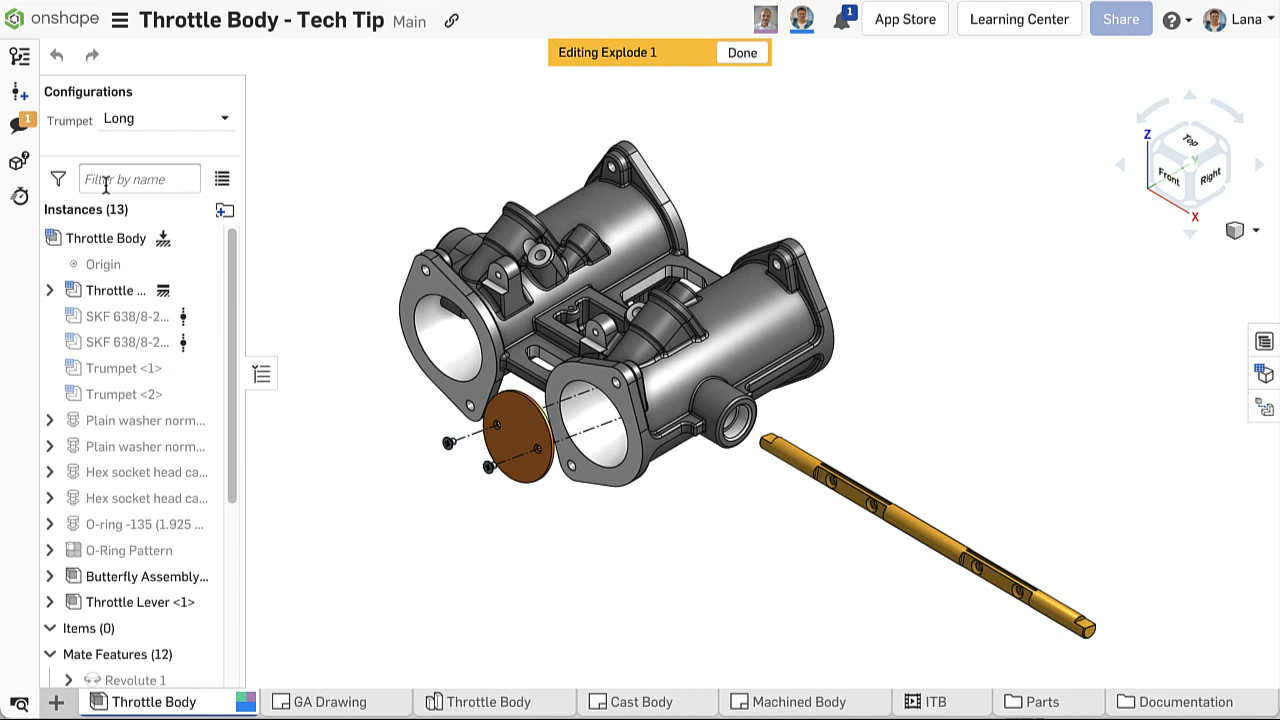 onshape
Throttle Body - Tech Tip Main
1
App Store
Learning Center
Share
Lana
Editing Explode 1
Done
Configurations
Trumpet Long
1
Filter by name
Instances (13)
Throttle Body
Origin
Throttle ...
SKF 638/8-2...
SKF 638/8-2...
Trumpet <1>
Trumpet <2>
Plain washer norm...
Plain washer norm...
Hex socket head ca...
Hex socket head ca...
O-ring -135 (1.925 ...
O-Ring Pattern
Butterfly Assembly...
Throttle Lever <1>
Items (0)
Mate Features (12)
Revolute 1
Z
Top
Y
Front
Right
X
Throttle Body
GA Drawing
Throttle Body
Cast Body
Machined Body
ITB
Parts
Documentation